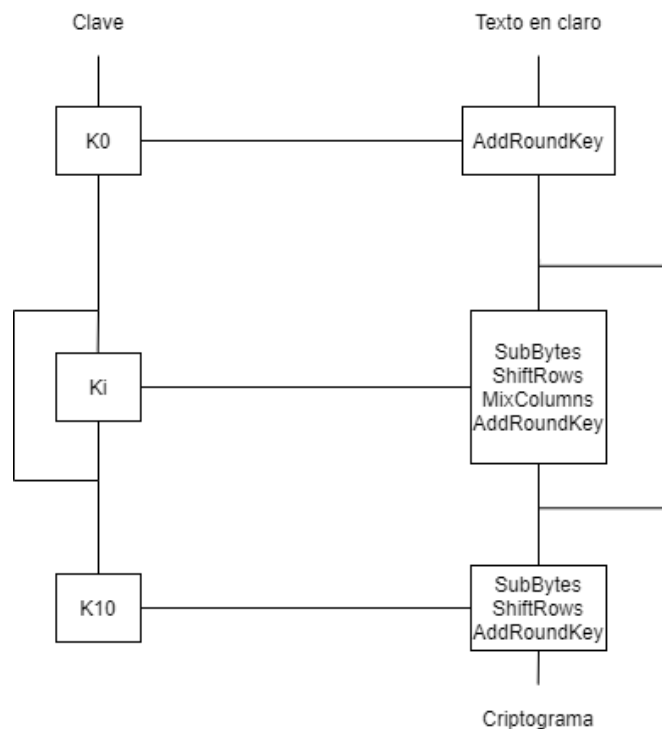 Clave
Texto en claro
K0
AddRoundKey
Ki
SubBytes
ShiftRows
MixColumns
AddRoundKey
K10
SubBytes
ShiftRows
AddRoundKey
Criptograma